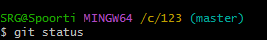 SRG@Spoorti MINGW64 /c/123 (master)
$ git status